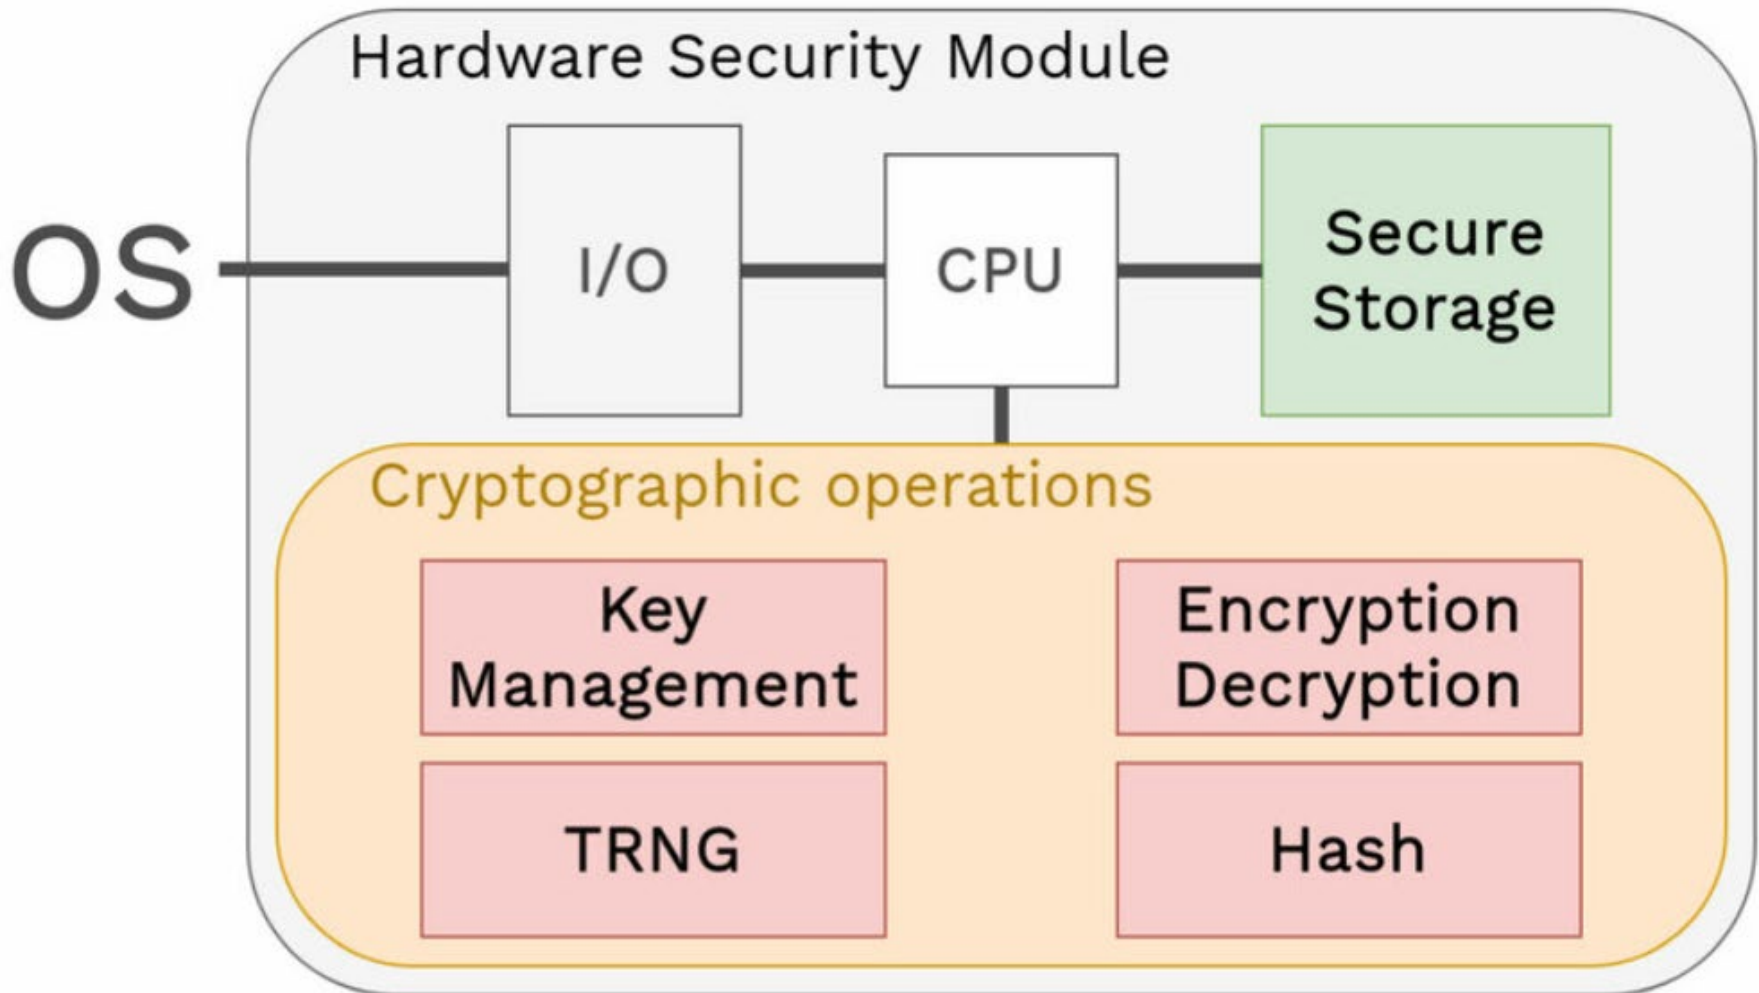 Hardware Security Module
OS
I/O
CPU
Secure
Storage
Cryptographic operations
Key
Management
Encryption
Decryption
TRNG
Hash